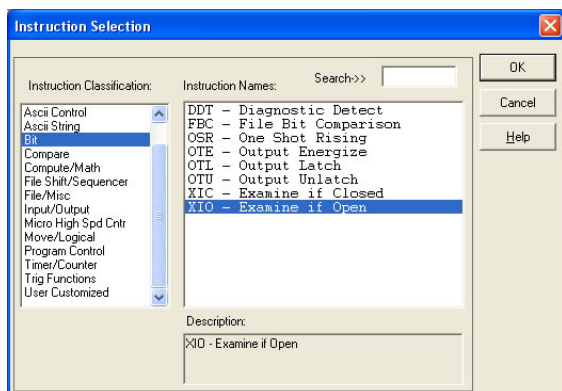 Instruction Selection
Instruction Classification:
Ascii Control
Ascii String
Bit
Compare
Compute/Math
File Shift/Sequencer
File/Misc
Input/Output
Micro High Spd Cntr
Move/Logical
Program Control
Timer/Counter
Trig Functions
User Customized
Instruction Names:
Search->>
DDT - Diagnostic Detect
FBC - File Bit Comparison
OSR - One Shot Rising
OTE - Output Energize
OTL - Output Latch
OTU - Output Unlatch
XIC - Examine if Closed
XIO - Examine if Open
Description:
XIO - Examine if Open
OK
Cancel
Help